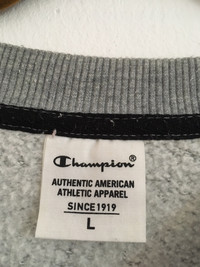 Champion®
AUTHENTIC AMERICAN
ATHLETIC APPAREL
SINCE 1919
L